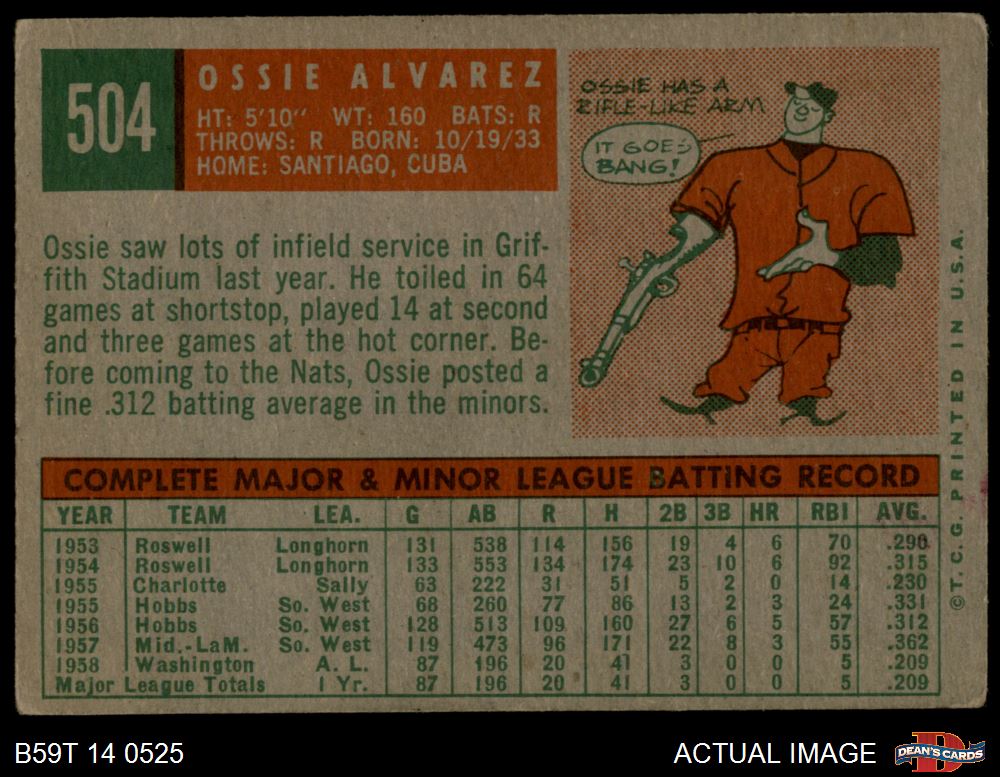 504
OSSIE ALVAREZ
HT: 5'10" WT: 160 BATS: R
THROWS: R BORN: 10/19/33
HOME: SANTIAGO, CUBA
OSSIE HAS A
RIFLE-LIKE ARM
IT GOES
BANG!
Ossie saw lots of infield service in Grif-
fith Stadium last year. He toiled in 64
games at shortstop, played 14 at second
and three games at the hot corner. Be-
fore coming to the Nats, Ossie posted a
fine .312 batting average in the minors.
COMPLETE MAJOR & MINOR LEAGUE BATTING RECORD
YEAR TEAM LEA. G AB R H 2B 3B HR RBI AVG.
1953 Roswell Longhorn 131 538 114 156 19 4 6 70 .290
1954 Roswell Longhorn 133 553 134 174 23 10 6 92 .315
1955 Charlotte Sally 63 222 31 51 5 2 0 14 .230
1955 Hobbs So. West 68 260 77 86 13 2 3 24 .331
1956 Hobbs So. West 128 513 109 160 27 6 5 57 .312
1957 Mid.-LaM. So. West 119 473 96 171 22 8 3 55 .362
1958 Washington A. L. 87 196 20 41 3 0 0 5 .209
Major League Totals 1 Yr. 87 196 20 41 3 0 0 5 .209
©T.C.G. PRINTED IN U.S.A.
B59T 14 0525
ACTUAL IMAGE
DEAN'S CARDS